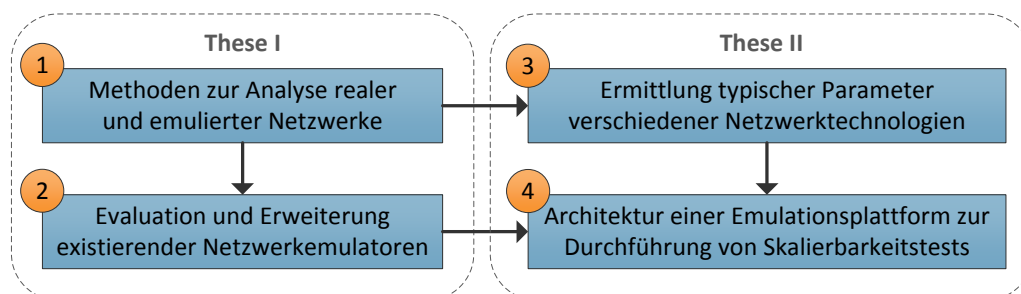 These I
1
Methoden zur Analyse realer
und emulierter Netzwerke
2
Evaluation und Erweiterung
existierender Netzwerkemulatoren
These II
3
Ermittlung typischer Parameter
verschiedener Netzwerktechnologien
4
Architektur einer Emulationsplattform zur
Durchführung von Skalierbarkeitstests